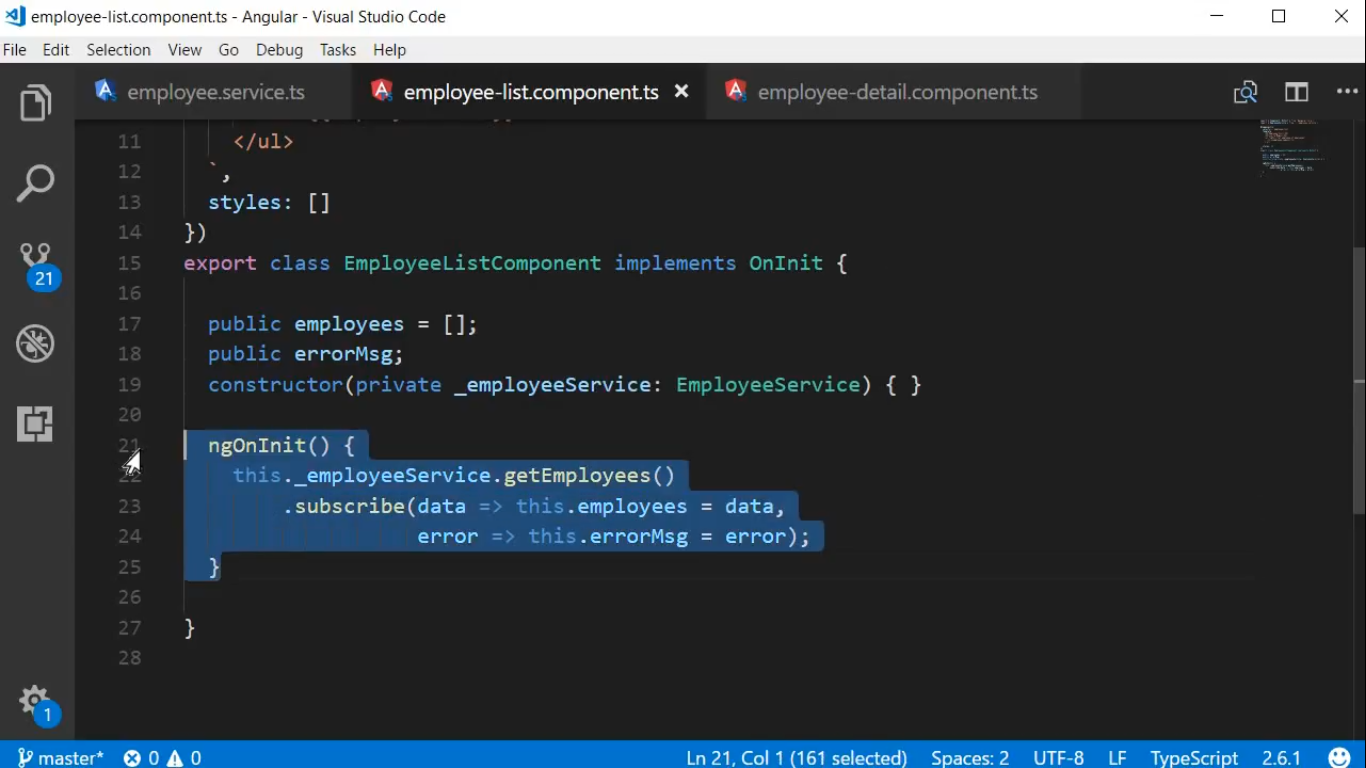 employee-list.component.ts - Angular - Visual Studio Code
File Edit Selection View Go Debug Tasks Help
employee.service.ts employee-list.component.ts employee-detail.component.ts
11 </ul>
12 `,
13 styles: []
14 })
15 export class EmployeeListComponent implements OnInit {
16
17 public employees = [];
18 public errorMsg;
19 constructor(private _employeeService: EmployeeService) { }
20
21 ngOnInit() {
22 this._employeeService.getEmployees()
23 .subscribe(data => this.employees = data,
24 error => this.errorMsg = error);
25 }
26
27 }
28
21
1
master* 0 0 Ln 21, Col 1 (161 selected) Spaces: 2 UTF-8 LF TypeScript 2.6.1